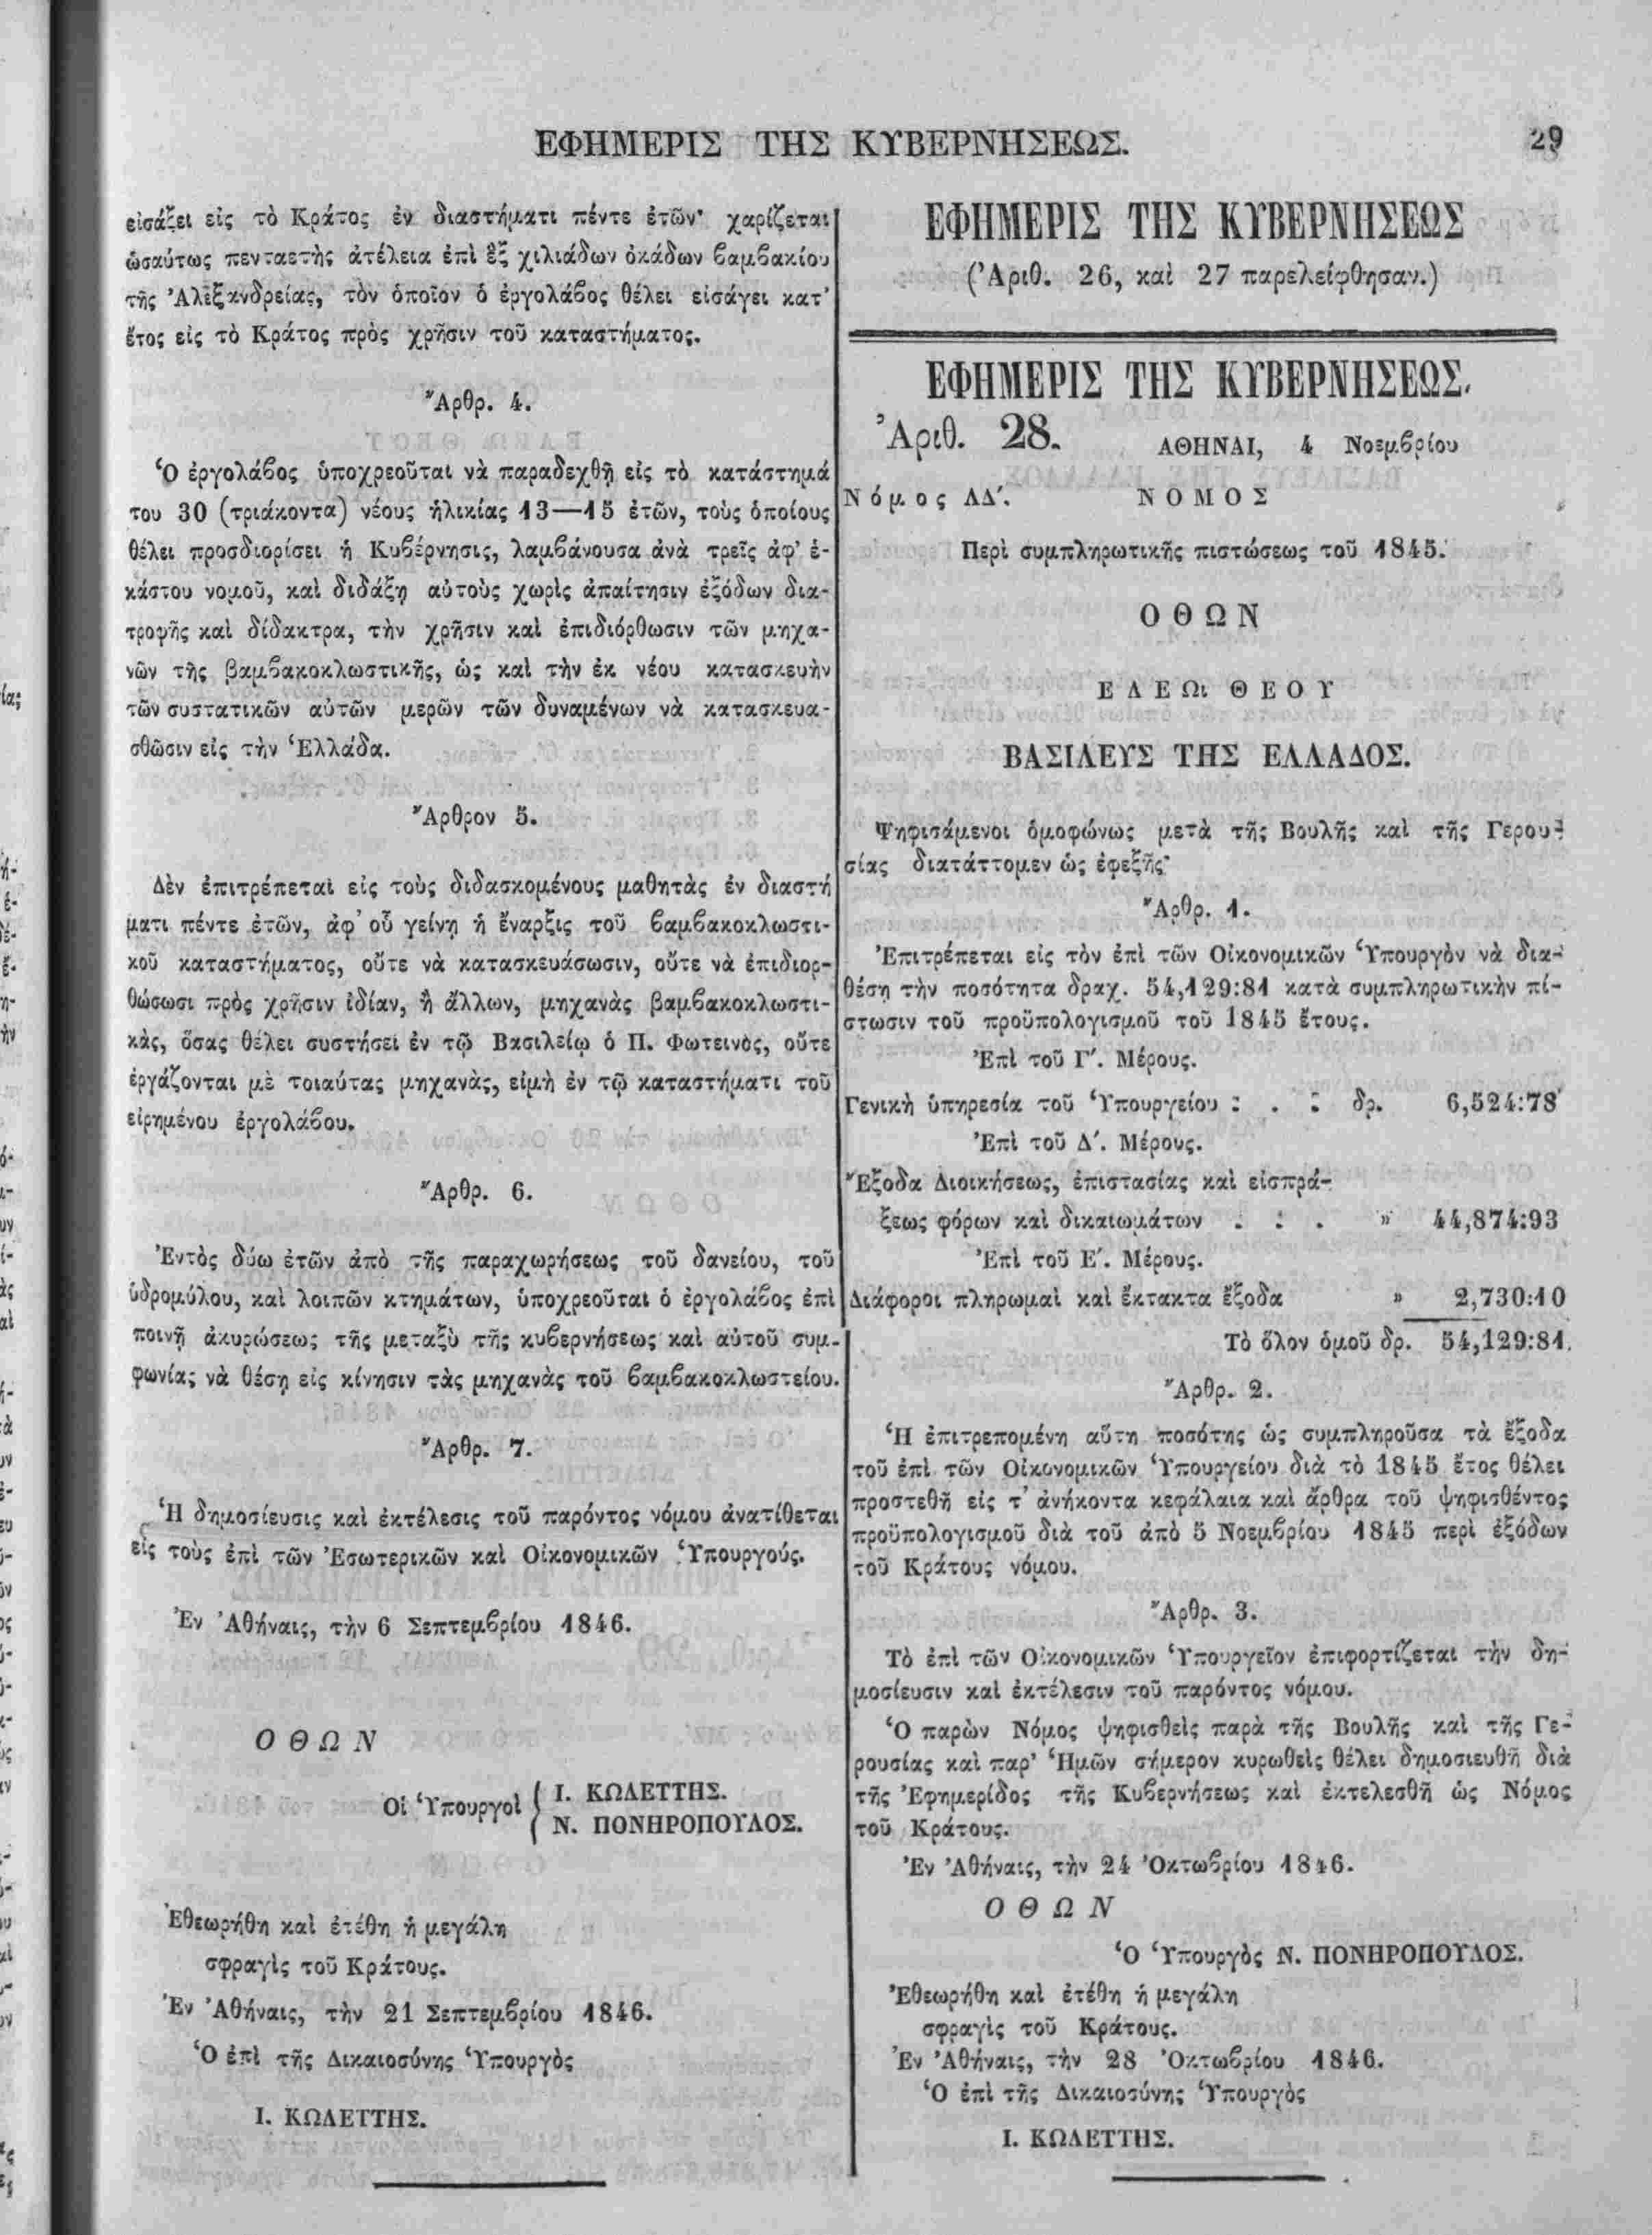 ΕΦΗΜΕΡΙΣ ΤΗΣ ΚΥΒΕΡΝΗΣΕΩΣ.
29
εἰσάξει εἰς τὸ Κράτος ἐν διαστήματι πέντε ἐτῶν· χαρίζεται
ὡσαύτως πενταετὴς ἀτέλεια ἐπὶ ἓξ χιλιάδων ὀκάδων βαμβακίου
τῆς Ἀλεξανδρείας, τὸν ὁποῖον ὁ ἐργολάβος θέλει εἰσάγει κατ'
ἔτος εἰς τὸ Κράτος πρὸς χρῆσιν τοῦ καταστήματος.
Ἄρθρ. 4.
Ὁ ἐργολάβος ὑποχρεοῦται νὰ παραδεχθῇ εἰς τὸ κατάστημά
του 30 (τριάκοντα) νέους ἡλικίας 13—15 ἐτῶν, τοὺς ὁποίους
θέλει προσδιορίσει ἡ Κυβέρνησις, λαμβάνουσα ἀνὰ τρεῖς ἀφ' ἑ-
κάστου νομοῦ, καὶ διδάξῃ αὐτοὺς χωρὶς ἀπαίτησιν ἐξόδων δια-
τροφῆς καὶ δίδακτρα, τὴν χρῆσιν καὶ ἐπιδιόρθωσιν τῶν μηχα-
νῶν τῆς βαμβακοκλωστικῆς, ὡς καὶ τὴν ἐκ νέου κατασκευὴν
τῶν συστατικῶν αὐτῶν μερῶν τῶν δυναμένων νὰ κατασκευα-
σθῶσιν εἰς τὴν Ἑλλάδα.
Ἄρθρον 5.
Δὲν ἐπιτρέπεται εἰς τοὺς διδασκομένους μαθητὰς ἐν διαστή
ματι πέντε ἐτῶν, ἀφ' οὗ γείνῃ ἡ ἔναρξις τοῦ βαμβακοκλωστι-
κοῦ καταστήματος, οὔτε νὰ κατασκευάσωσιν, οὔτε νὰ ἐπιδιορ-
θώσωσι πρὸς χρῆσιν ἰδίαν, ἢ ἄλλων, μηχανὰς βαμβακοκλωστι-
κὰς, ὅσας θέλει συστήσει ἐν τῷ Βασιλείῳ ὁ Π. Φωτεινὸς, οὔτε
ἐργάζονται μὲ τοιαύτας μηχανὰς, εἰμὴ ἐν τῷ καταστήματι τοῦ
εἰρημένου ἐργολάβου.
Ἄρθρ. 6.
Ἐντὸς δύω ἐτῶν ἀπὸ τῆς παραχωρήσεως τοῦ δανείου, τοῦ
ὑδρομύλου, καὶ λοιπῶν κτημάτων, ὑποχρεοῦται ὁ ἐργολάβος ἐπὶ
ποινῇ ἀκυρώσεως τῆς μεταξὺ τῆς κυβερνήσεως καὶ αὐτοῦ συμ-
φωνίας νὰ θέσῃ εἰς κίνησιν τὰς μηχανὰς τοῦ βαμβακοκλωστείου.
Ἄρθρ. 7.
Ἡ δημοσίευσις καὶ ἐκτέλεσις τοῦ παρόντος νόμου ἀνατίθεται
εἰς τοὺς ἐπὶ τῶν Ἐσωτερικῶν καὶ Οἰκονομικῶν Ὑπουργούς.
Ἐν Ἀθήναις, τὴν 6 Σεπτεμβρίου 1846.
ΟΘΩΝ
Οἱ Ὑπουργοὶ { Ι. ΚΩΛΕΤΤΗΣ.
Ν. ΠΟΝΗΡΟΠΟΥΛΟΣ.
Ἐθεωρήθη καὶ ἐτέθη ἡ μεγάλη
σφραγὶς τοῦ Κράτους.
Ἐν Ἀθήναις, τὴν 21 Σεπτεμβρίου 1846.
Ὁ ἐπὶ τῆς Δικαιοσύνης Ὑπουργὸς
Ι. ΚΩΛΕΤΤΗΣ.
ΕΦΗΜΕΡΙΣ ΤΗΣ ΚΥΒΕΡΝΗΣΕΩΣ
(Ἀριθ. 26, καὶ 27 παρελείφθησαν.)
ΕΦΗΜΕΡΙΣ ΤΗΣ ΚΥΒΕΡΝΗΣΕΩΣ.
Ἀριθ. 28. ΑΘΗΝΑΙ, 4 Νοεμβρίου
Νόμος ΛΔ΄. ΝΟΜΟΣ
Περὶ συμπληρωτικῆς πιστώσεως τοῦ 1845.
ΟΘΩΝ
ΕΛΕΩι ΘΕΟΥ
ΒΑΣΙΛΕΥΣ ΤΗΣ ΕΛΛΑΔΟΣ.
Ψηφισάμενοι ὁμοφώνως μετὰ τῆς Βουλῆς καὶ τῆς Γερου-
σίας διατάττομεν ὡς ἐφεξῆς·
Ἄρθρ. 1.
Ἐπιτρέπεται εἰς τὸν ἐπὶ τῶν Οἰκονομικῶν Ὑπουργὸν νὰ δια-
θέσῃ τὴν ποσότητα δραχ. 54,129:81 κατὰ συμπληρωτικὴν πί-
στωσιν τοῦ προϋπολογισμοῦ τοῦ 1845 ἔτους.
Ἐπὶ τοῦ Γ΄. Μέρους.
Γενικὴ ὑπηρεσία τοῦ Ὑπουργείου : . : δρ. 6,524:78
Ἐπὶ τοῦ Δ΄. Μέρους.
Ἔξοδα Διοικήσεως, ἐπιστασίας καὶ εἰσπρά-
ξεως φόρων καὶ δικαιωμάτων . : . » 44,874:93
Ἐπὶ τοῦ Ε΄. Μέρους.
Διάφοροι πληρωμαὶ καὶ ἔκτακτα ἔξοδα » 2,730:10
Τὸ ὅλον ὁμοῦ δρ. 54,129:81.
Ἄρθρ. 2.
Ἡ ἐπιτρεπομένη αὕτη ποσότης ὡς συμπληροῦσα τὰ ἔξοδα
τοῦ ἐπὶ τῶν Οἰκονομικῶν Ὑπουργείου διὰ τὸ 1845 ἔτος θέλει
προστεθῆ εἰς τ' ἀνήκοντα κεφάλαια καὶ ἄρθρα τοῦ ψηφισθέντος
προϋπολογισμοῦ διὰ τοῦ ἀπὸ 5 Νοεμβρίου 1845 περὶ ἐξόδων
τοῦ Κράτους νόμου.
Ἄρθρ. 3.
Τὸ ἐπὶ τῶν Οἰκονομικῶν Ὑπουργεῖον ἐπιφορτίζεται τὴν δη-
μοσίευσιν καὶ ἐκτέλεσιν τοῦ παρόντος νόμου.
Ὁ παρὼν Νόμος ψηφισθεὶς παρὰ τῆς Βουλῆς καὶ τῆς Γε-
ρουσίας καὶ παρ' Ἡμῶν σήμερον κυρωθεὶς θέλει δημοσιευθῆ διὰ
τῆς Ἐφημερίδος τῆς Κυβερνήσεως καὶ ἐκτελεσθῆ ὡς Νόμος
τοῦ Κράτους.
Ἐν Ἀθήναις, τὴν 24 Ὀκτωβρίου 1846.
ΟΘΩΝ
Ὁ Ὑπουργὸς Ν. ΠΟΝΗΡΟΠΟΥΛΟΣ.
Ἐθεωρήθη καὶ ἐτέθη ἡ μεγάλη
σφραγὶς τοῦ Κράτους.
Ἐν Ἀθήναις, τὴν 28 Ὀκτωβρίου 1846.
Ὁ ἐπὶ τῆς Δικαιοσύνης Ὑπουργὸς
Ι. ΚΩΛΕΤΤΗΣ.